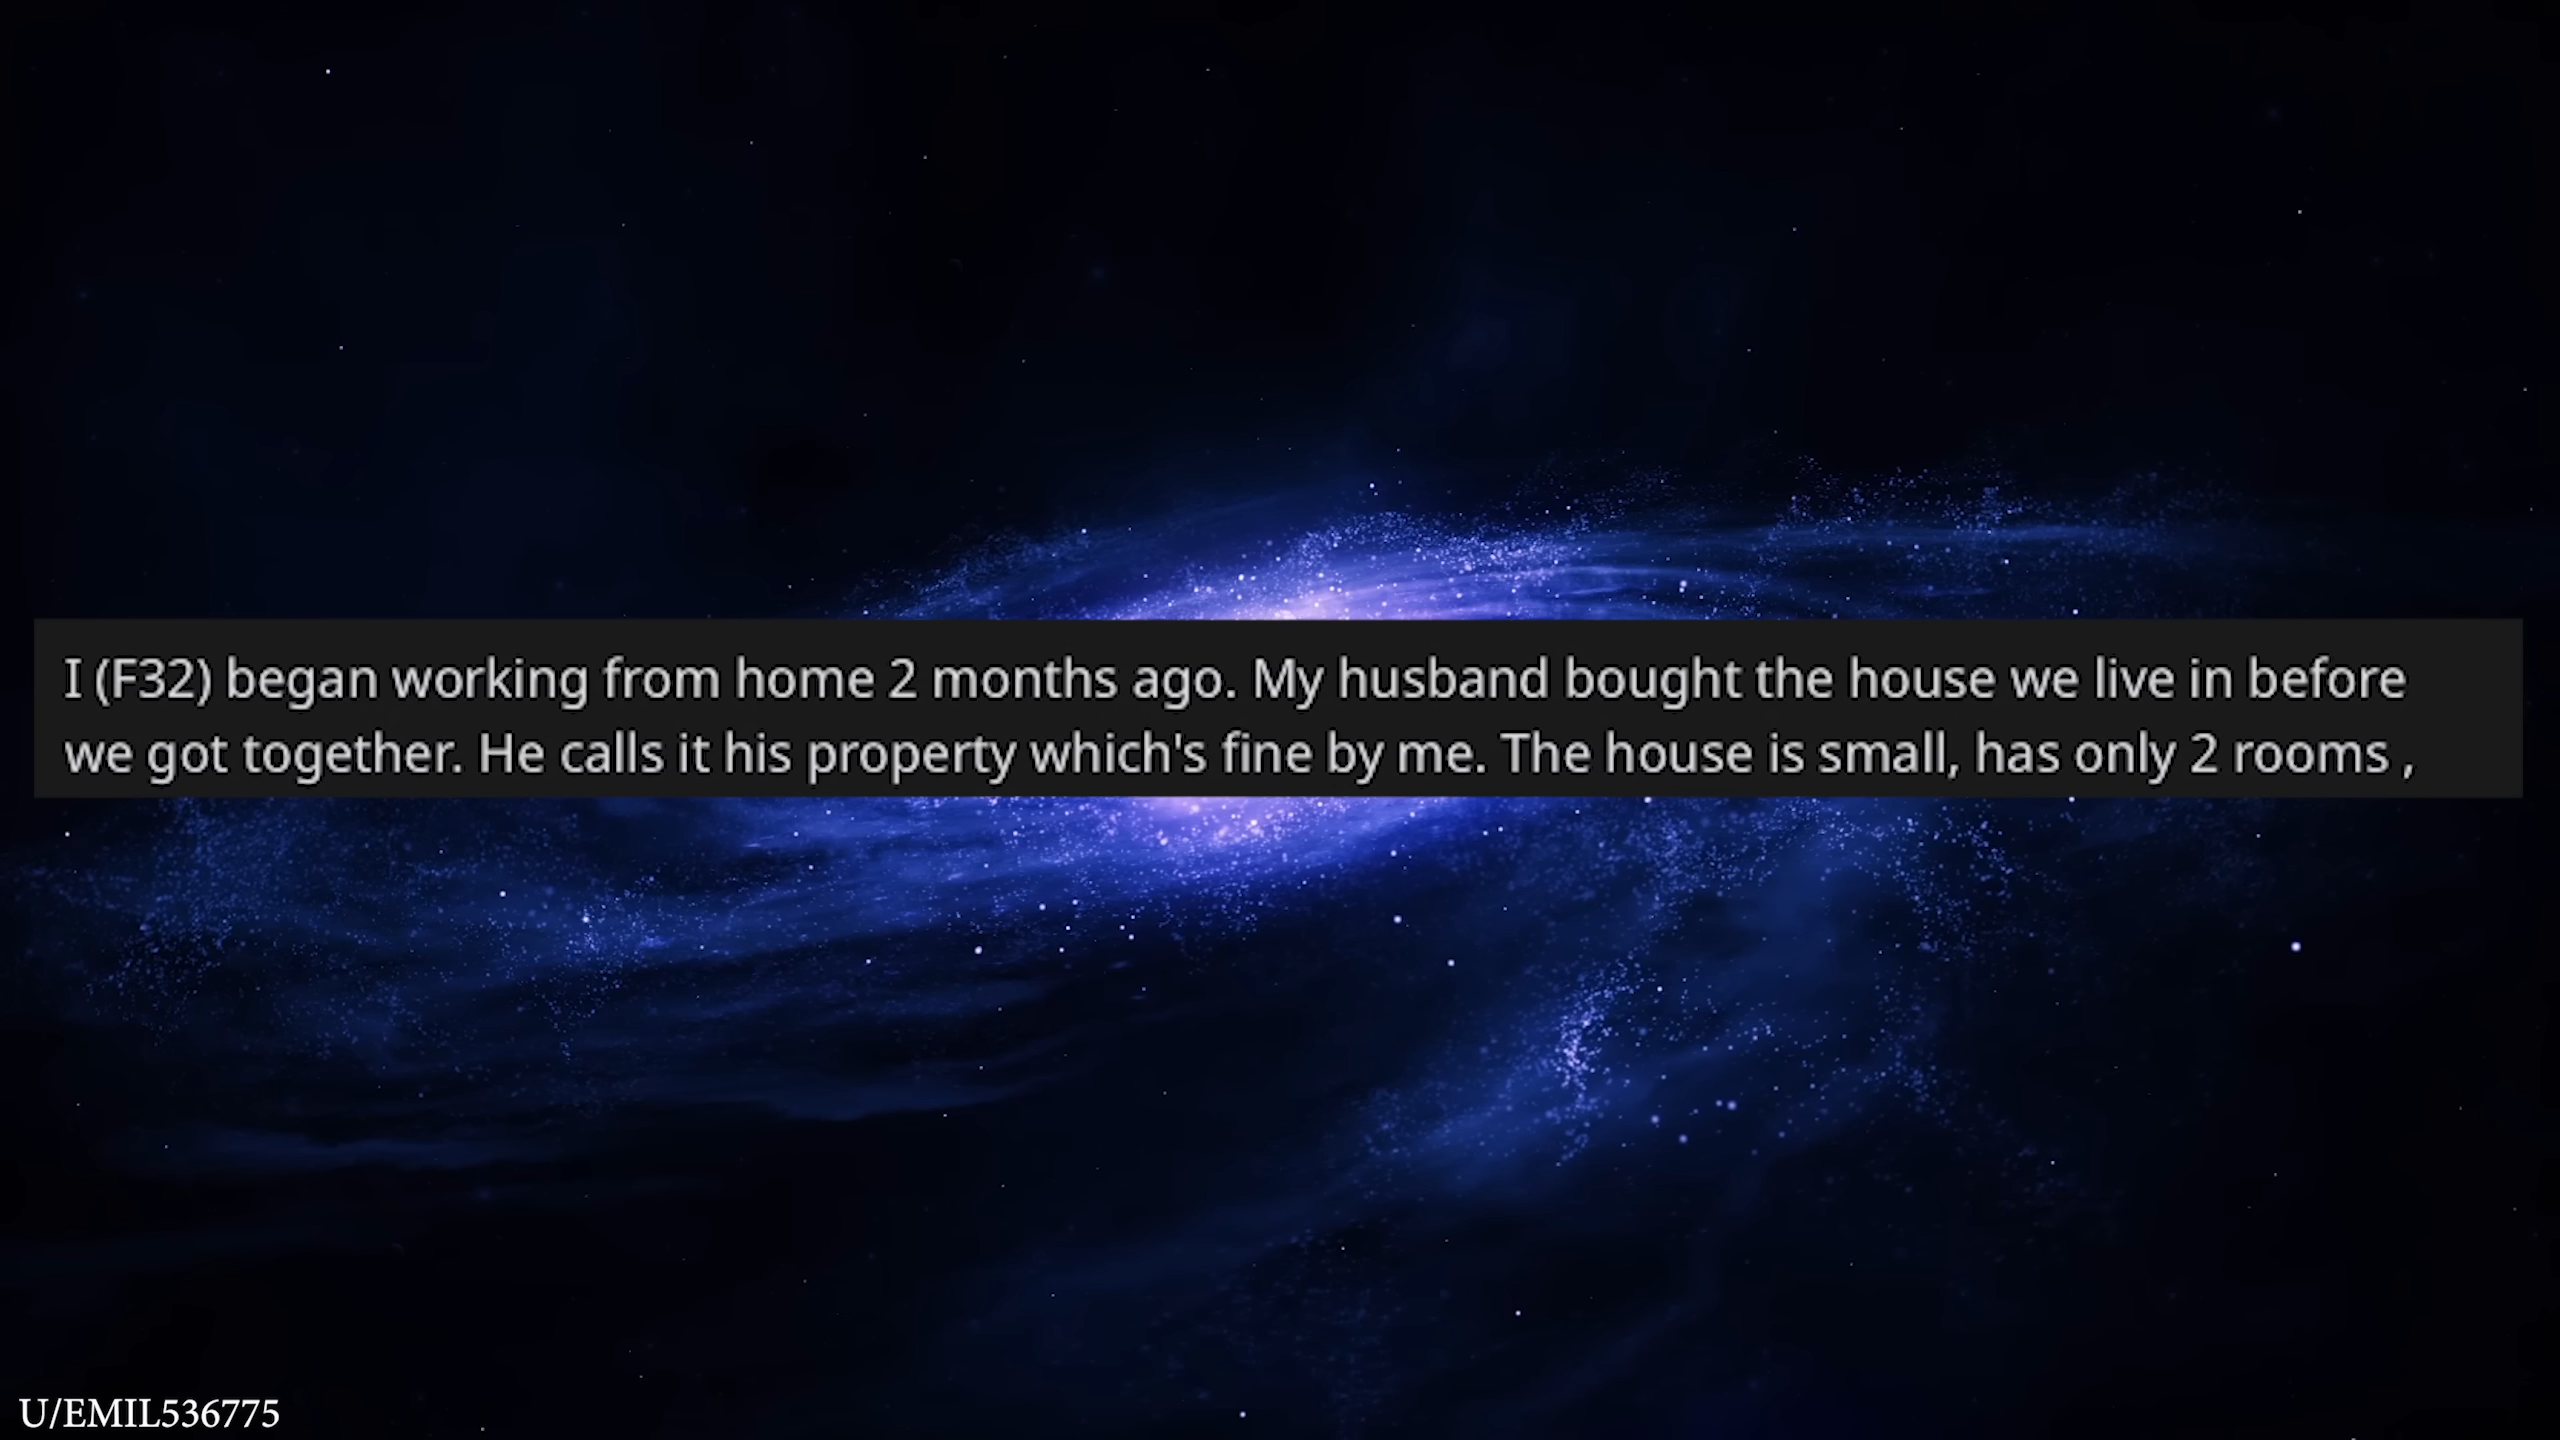 I (F32) began working from home 2 months ago. My husband bought the house we live in before
we got together. He calls it his property which's fine by me. The house is small, has only 2 rooms ,
U/EMIL536775